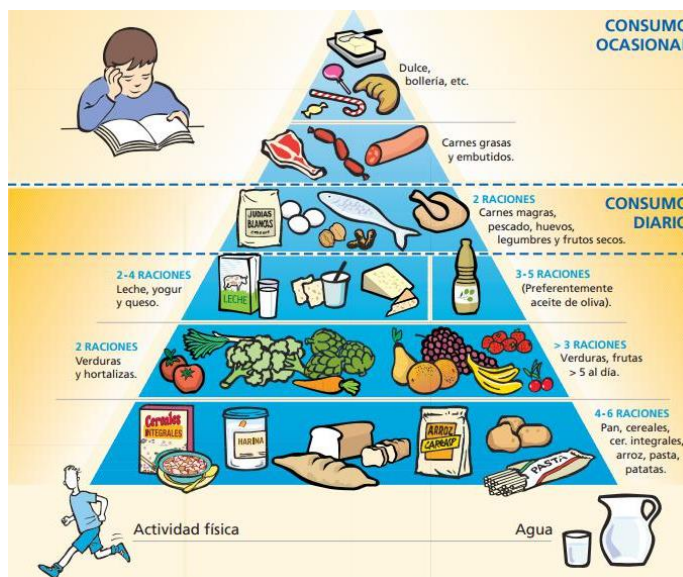 CONSUMO
OCASIONAL
Dulce,
bollería, etc.
Carnes grasas
y embutidos.
2 RACIONES
Carnes magras,
pescado, huevos,
legumbres y frutos secos.
CONSUMO
DIARIO
JUDIAS
BLANCAS
2-4 RACIONES
Leche, yogur
y queso.
LECHE
3-5 RACIONES
(Preferentemente
aceite de oliva).
2 RACIONES
Verduras
y hortalizas.
> 3 RACIONES
Verduras, frutas
> 5 al día.
Cereales
INTEGRALES
HARINA
ARROZ
PASTA
4-6 RACIONES
Pan, cereales,
cer. integrales,
arroz, pasta,
patatas.
Actividad física
Agua